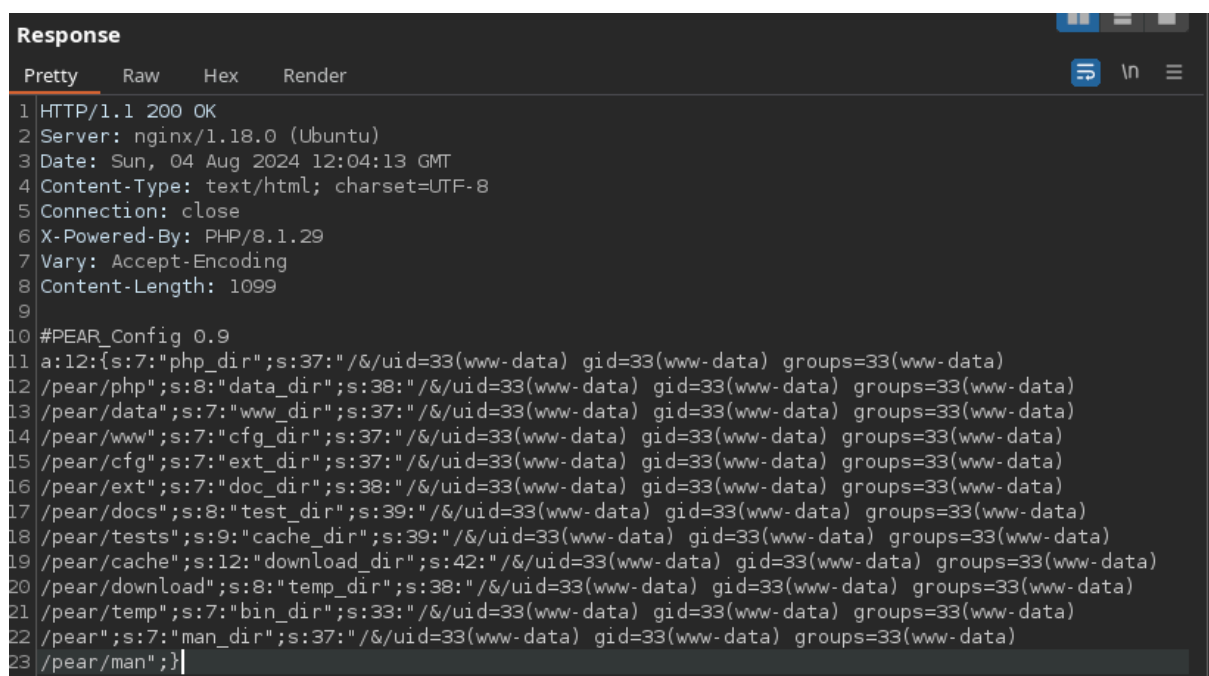 Response
Pretty Raw Hex Render \n
1 HTTP/1.1 200 OK
2 Server: nginx/1.18.0 (Ubuntu)
3 Date: Sun, 04 Aug 2024 12:04:13 GMT
4 Content-Type: text/html; charset=UTF-8
5 Connection: close
6 X-Powered-By: PHP/8.1.29
7 Vary: Accept-Encoding
8 Content-Length: 1099
9
10 #PEAR_Config 0.9
11 a:12:{s:7:"php_dir";s:37:"/&/uid=33(www-data) gid=33(www-data) groups=33(www-data)
12 /pear/php";s:8:"data_dir";s:38:"/&/uid=33(www-data) gid=33(www-data) groups=33(www-data)
13 /pear/data";s:7:"www_dir";s:37:"/&/uid=33(www-data) gid=33(www-data) groups=33(www-data)
14 /pear/www";s:7:"cfg_dir";s:37:"/&/uid=33(www-data) gid=33(www-data) groups=33(www-data)
15 /pear/cfg";s:7:"ext_dir";s:37:"/&/uid=33(www-data) gid=33(www-data) groups=33(www-data)
16 /pear/ext";s:7:"doc_dir";s:38:"/&/uid=33(www-data) gid=33(www-data) groups=33(www-data)
17 /pear/docs";s:8:"test_dir";s:39:"/&/uid=33(www-data) gid=33(www-data) groups=33(www-data)
18 /pear/tests";s:9:"cache_dir";s:39:"/&/uid=33(www-data) gid=33(www-data) groups=33(www-data)
19 /pear/cache";s:12:"download_dir";s:42:"/&/uid=33(www-data) gid=33(www-data) groups=33(www-data)
20 /pear/download";s:8:"temp_dir";s:38:"/&/uid=33(www-data) gid=33(www-data) groups=33(www-data)
21 /pear/temp";s:7:"bin_dir";s:33:"/&/uid=33(www-data) gid=33(www-data) groups=33(www-data)
22 /pear";s:7:"man_dir";s:37:"/&/uid=33(www-data) gid=33(www-data) groups=33(www-data)
23 /pear/man";}